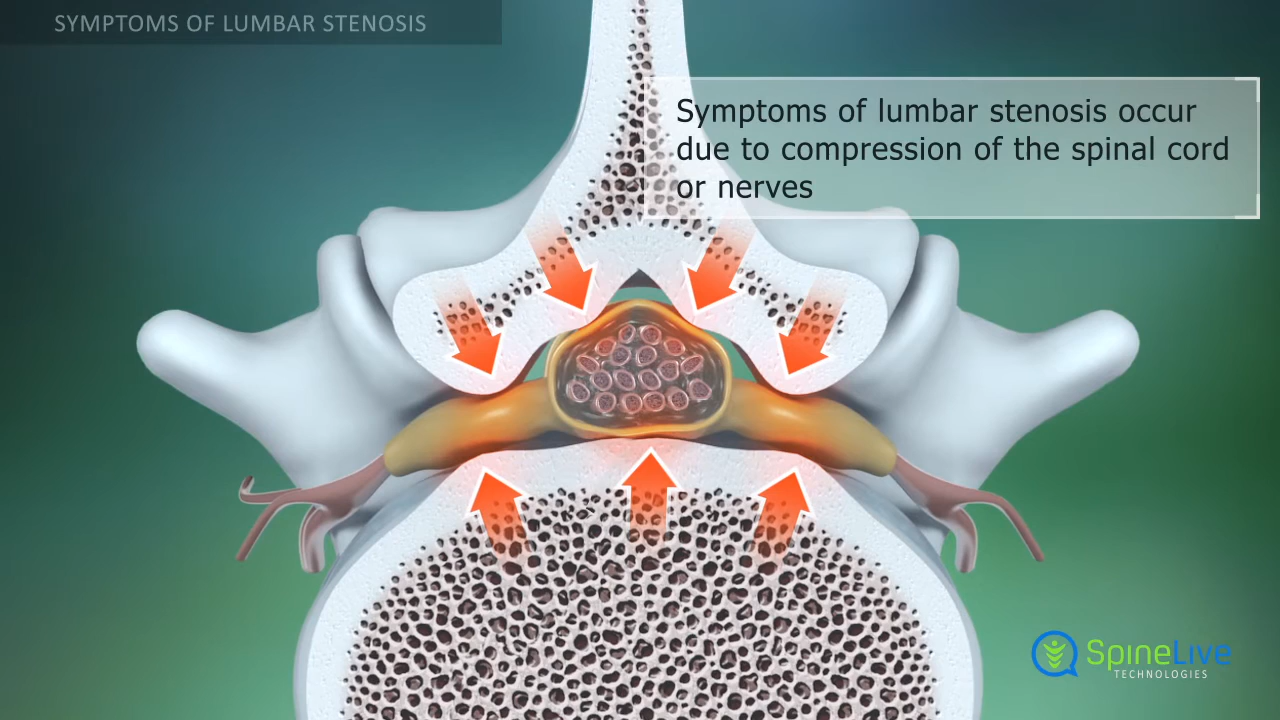 SYMPTOMS OF LUMBAR STENOSIS
Symptoms of lumbar stenosis occur
due to compression of the spinal cord
or nerves
SpineLive
TECHNOLOGIES